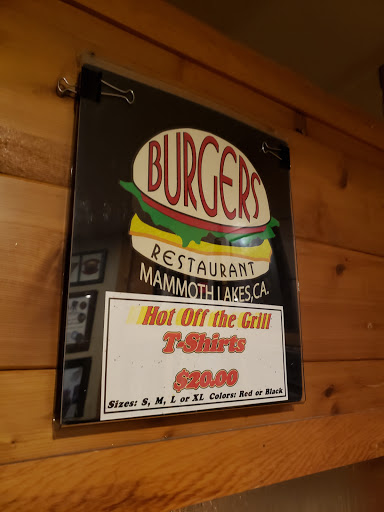 BURGERS
RESTAURANT
MAMMOTH LAKES, CA.
Hot Off the Grill
T-Shirts
$20.00
Sizes: S, M, L or XL Colors: Red or Black